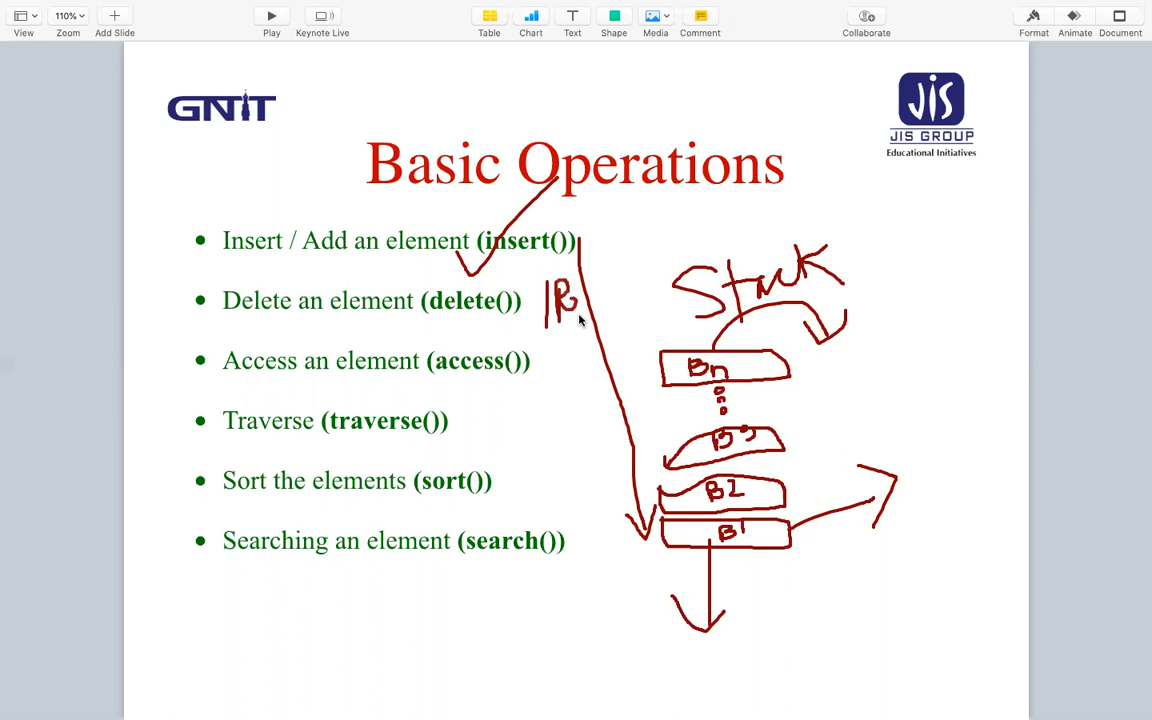 110%
View
Zoom
Add Slide
Play
Keynote Live
Table
Chart
Text
Shape
Media
Comment
Collaborate
Format
Animate
Document
GNIT
JIS
JIS GROUP
Educational Initiatives
Basic Operations
• Insert / Add an element (insert())
• Delete an element (delete())
• Access an element (access())
• Traverse (traverse())
• Sort the elements (sort())
• Searching an element (search())
Stack
Bn
B3
B2
B1